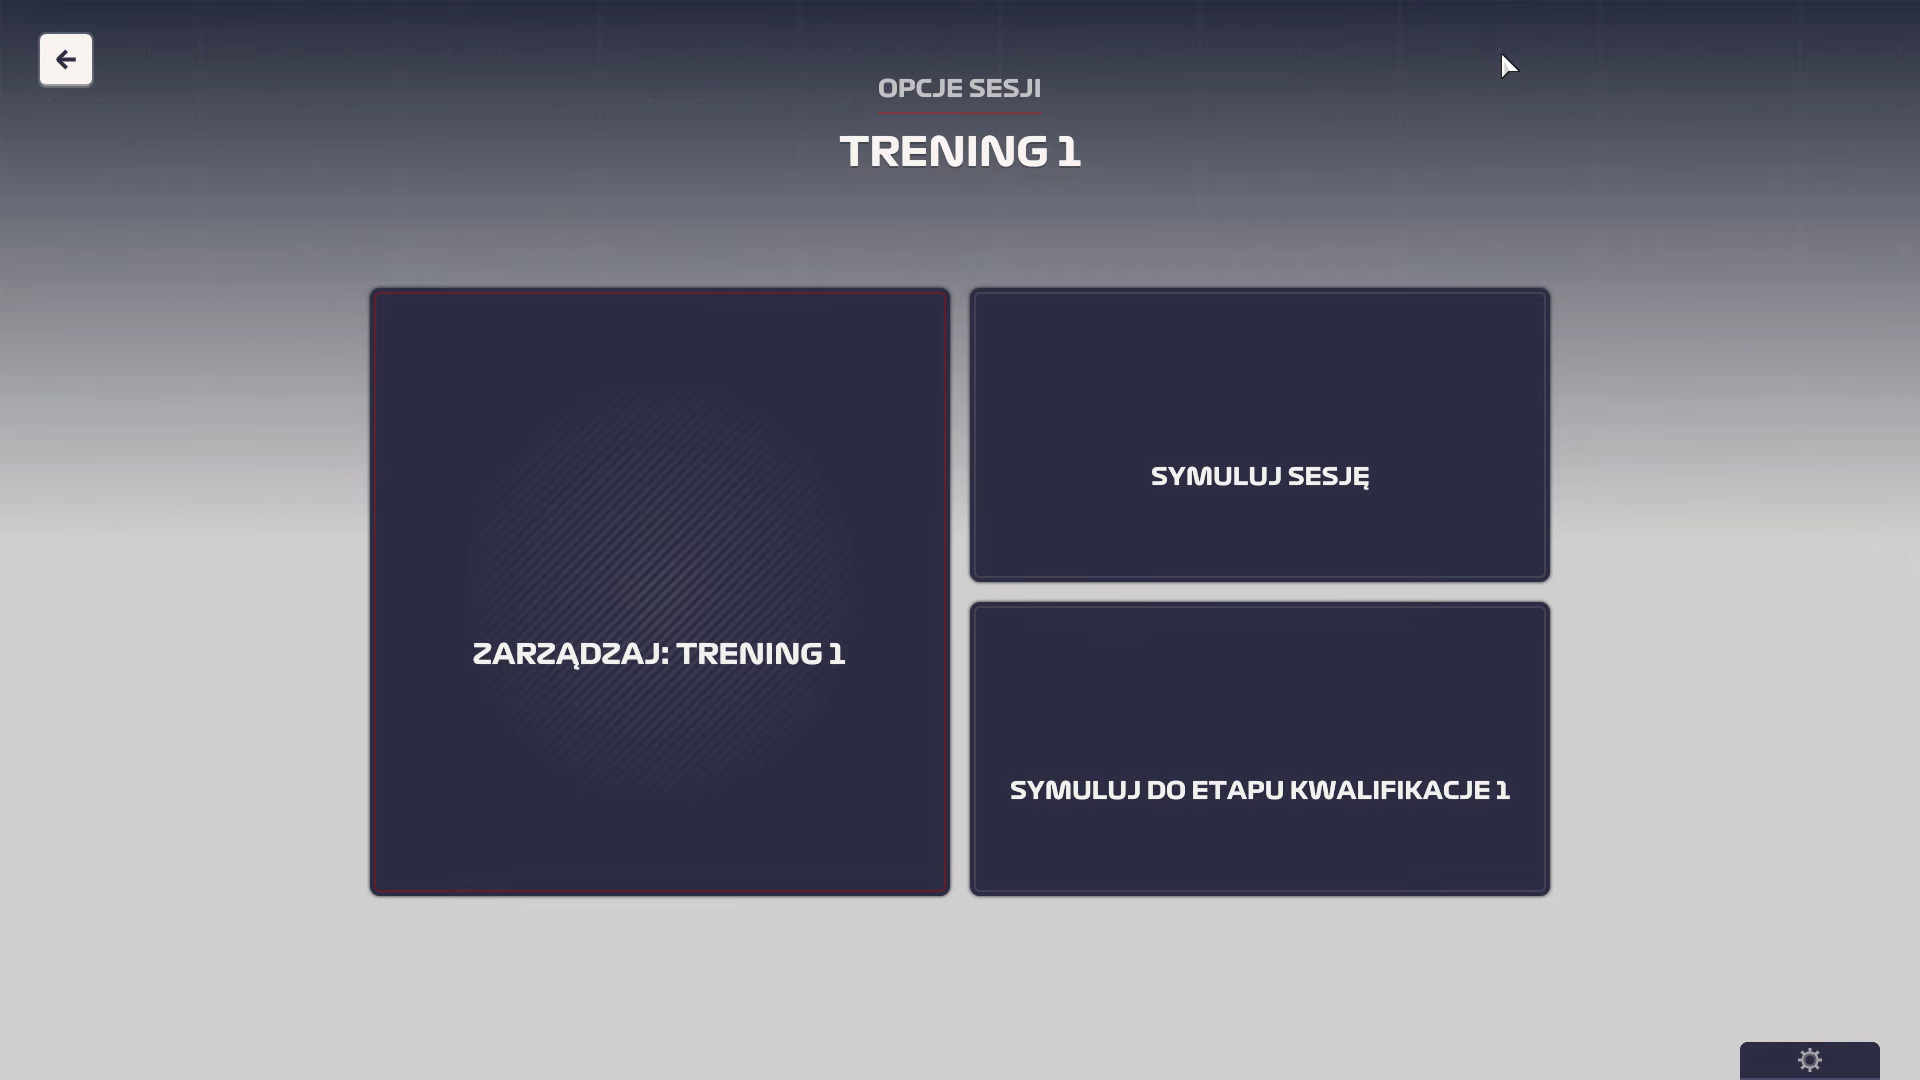 OPCJE SESJI
TRENING 1
ZARZĄDZAJ: TRENING 1
SYMULUJ SESJĘ
SYMULUJ DO ETAPU KWALIFIKACJE 1